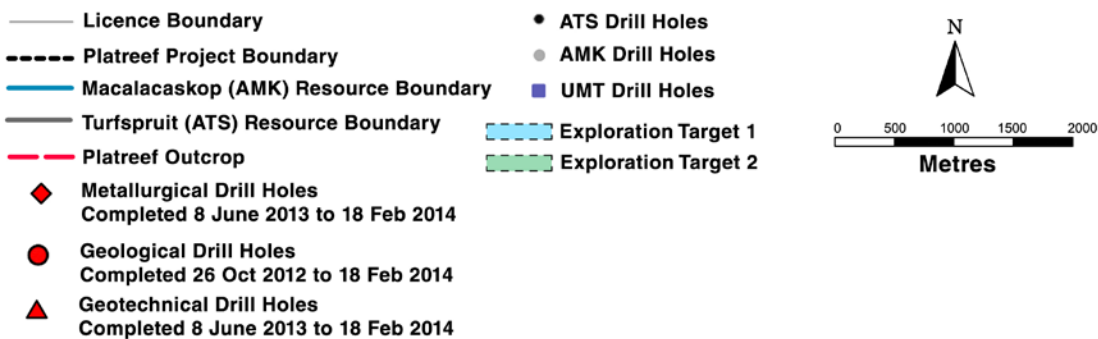 Licence Boundary
Platreef Project Boundary
Macalacaskop (AMK) Resource Boundary
Turfspruit (ATS) Resource Boundary
Platreef Outcrop
Metallurgical Drill Holes
Completed 8 June 2013 to 18 Feb 2014
Geological Drill Holes
Completed 26 Oct 2012 to 18 Feb 2014
Geotechnical Drill Holes
Completed 8 June 2013 to 18 Feb 2014
ATS Drill Holes
AMK Drill Holes
UMT Drill Holes
Exploration Target 1
Exploration Target 2
N
0 500 1000 1500 2000
Metres